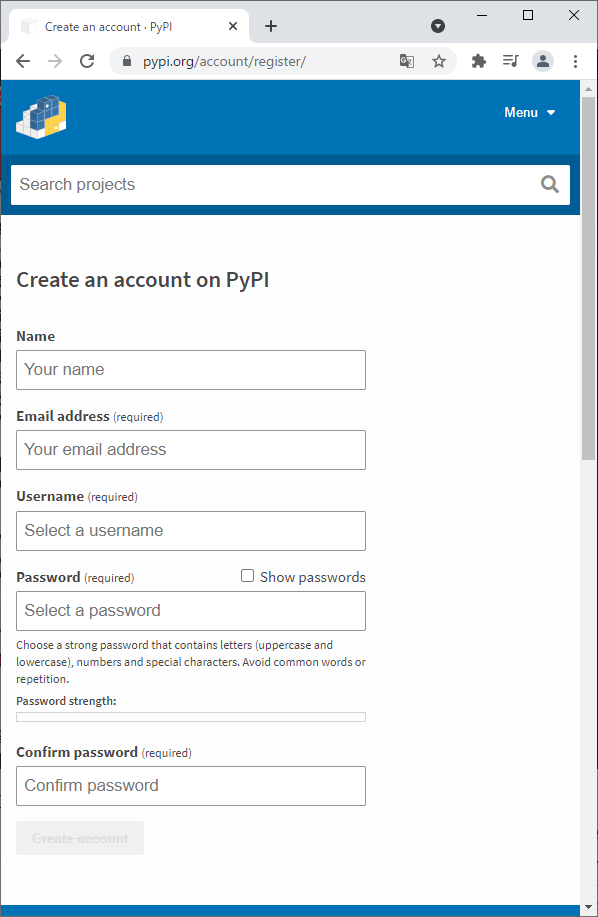 Create an account · PyPI
pypi.org/account/register/
Menu
Search projects
Create an account on PyPI
Name
Your name
Email address (required)
Your email address
Username (required)
Select a username
Password (required) Show passwords
Select a password
Choose a strong password that contains letters (uppercase and
lowercase), numbers and special characters. Avoid common words or
repetition.
Password strength:
Confirm password (required)
Confirm password
Create account